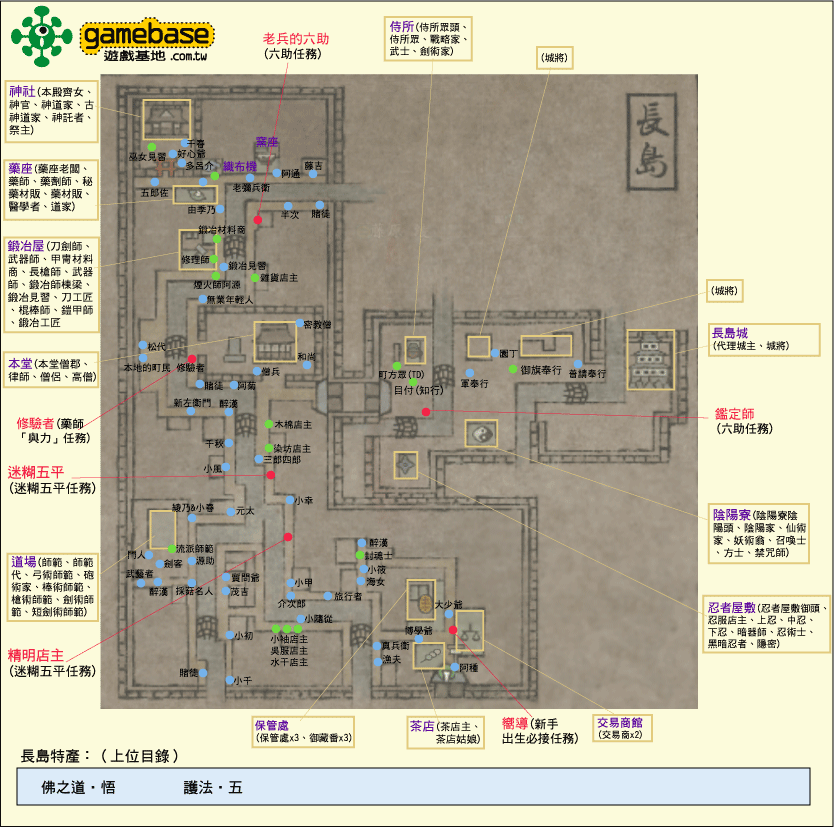 gamebase
遊戲基地.com.tw
老兵的六助
(六助任務)
侍所(侍所眾頭、
侍所眾、戰略家、
武士、劍術家)
(城將)
長島
神社(本殿齊女、
神官、神道家、古
神道家、神託者、
祭主)
千春
巫女見習
好心爺
多呂介
窯座
織布機
阿通
藤吉
藥座(藥座老闆、
藥師、藥劑師、秘
藥材販、藥材販、
醫學者、道家)
五郎佐
老彌兵衛
由季乃
半次
賭徒
鍛冶材料商
鍛冶屋(刀劍師、
武器師、甲冑材料
商、長槍師、武器
師、鍛冶師棟梁、
鍛冶見習、刀工匠
、棍棒師、鎧甲師
、鍛冶工匠
修理師
鍛冶見習
煙火師阿源
雜貨店主
無業年輕人
(城將)
密教僧
長島城
(代理城主、城將)
松代
本地的町民
修驗者
和尚
僧兵
園丁
町方眾(TD)
目付(知行)
軍奉行
御旗奉行
普請奉行
本堂(本堂僧郡、
律師、僧侶、高僧)
賭徒
阿菊
新左衛門
醉漢
修驗者(藥師
「與力」任務)
木棉店主
鑑定師
(六助任務)
千秋
染坊店主
三郎四郎
小風
迷糊五平
(迷糊五平任務)
小幸
綾乃&小春
元太
陰陽寮(陰陽寮陰
陽頭、陰陽家、仙術
家、妖術翁、召喚士
、方士、禁咒師)
流派師範
門人
劍客
源助
醉漢
討魂士
小筱
海女
道場(師範、師範
代、弓術師範、砲
術家、棒術師範、
槍術師範、劍術師
範、短劍術師範)
武藝者
醉漢
採菇名人
質問爺
茂吉
小甲
介次郎
旅行者
大少爺
忍者屋敷(忍者屋敷御頭、
忍服店主、上忍、中忍、
下忍、暗器師、忍術士、
黑暗忍者、隱密)
小隨從
小初
小袖店主
吳服店主
水干店主
博學爺
真兵衛
漁夫
精明店主
(迷糊五平任務)
賭徒
小千
阿種
保管處
(保管處x3、御藏番x3)
茶店(茶店主、
茶店姑娘)
嚮導(新手
出生必接任務)
交易商館
(交易商x2)
長島特產：（上位目錄）
佛之道・悟
護法・五